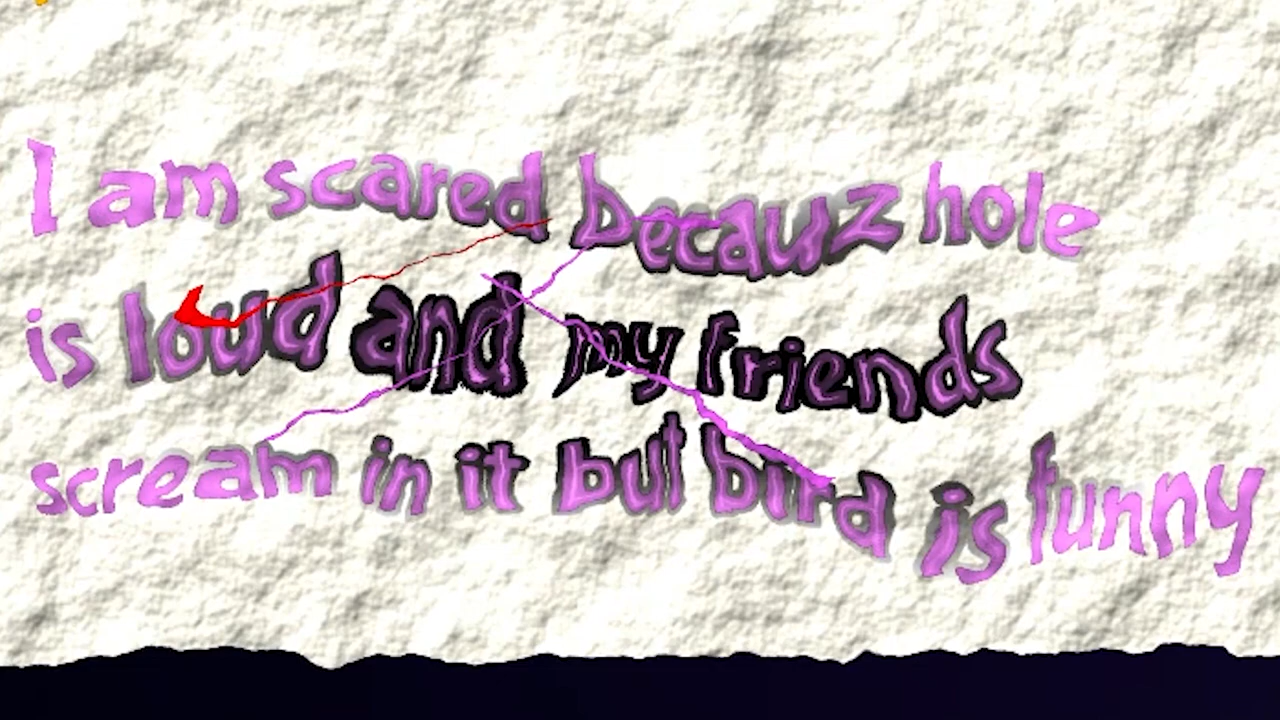 I am scared becauz hole
is loud and my friends
scream in it but bird is funny